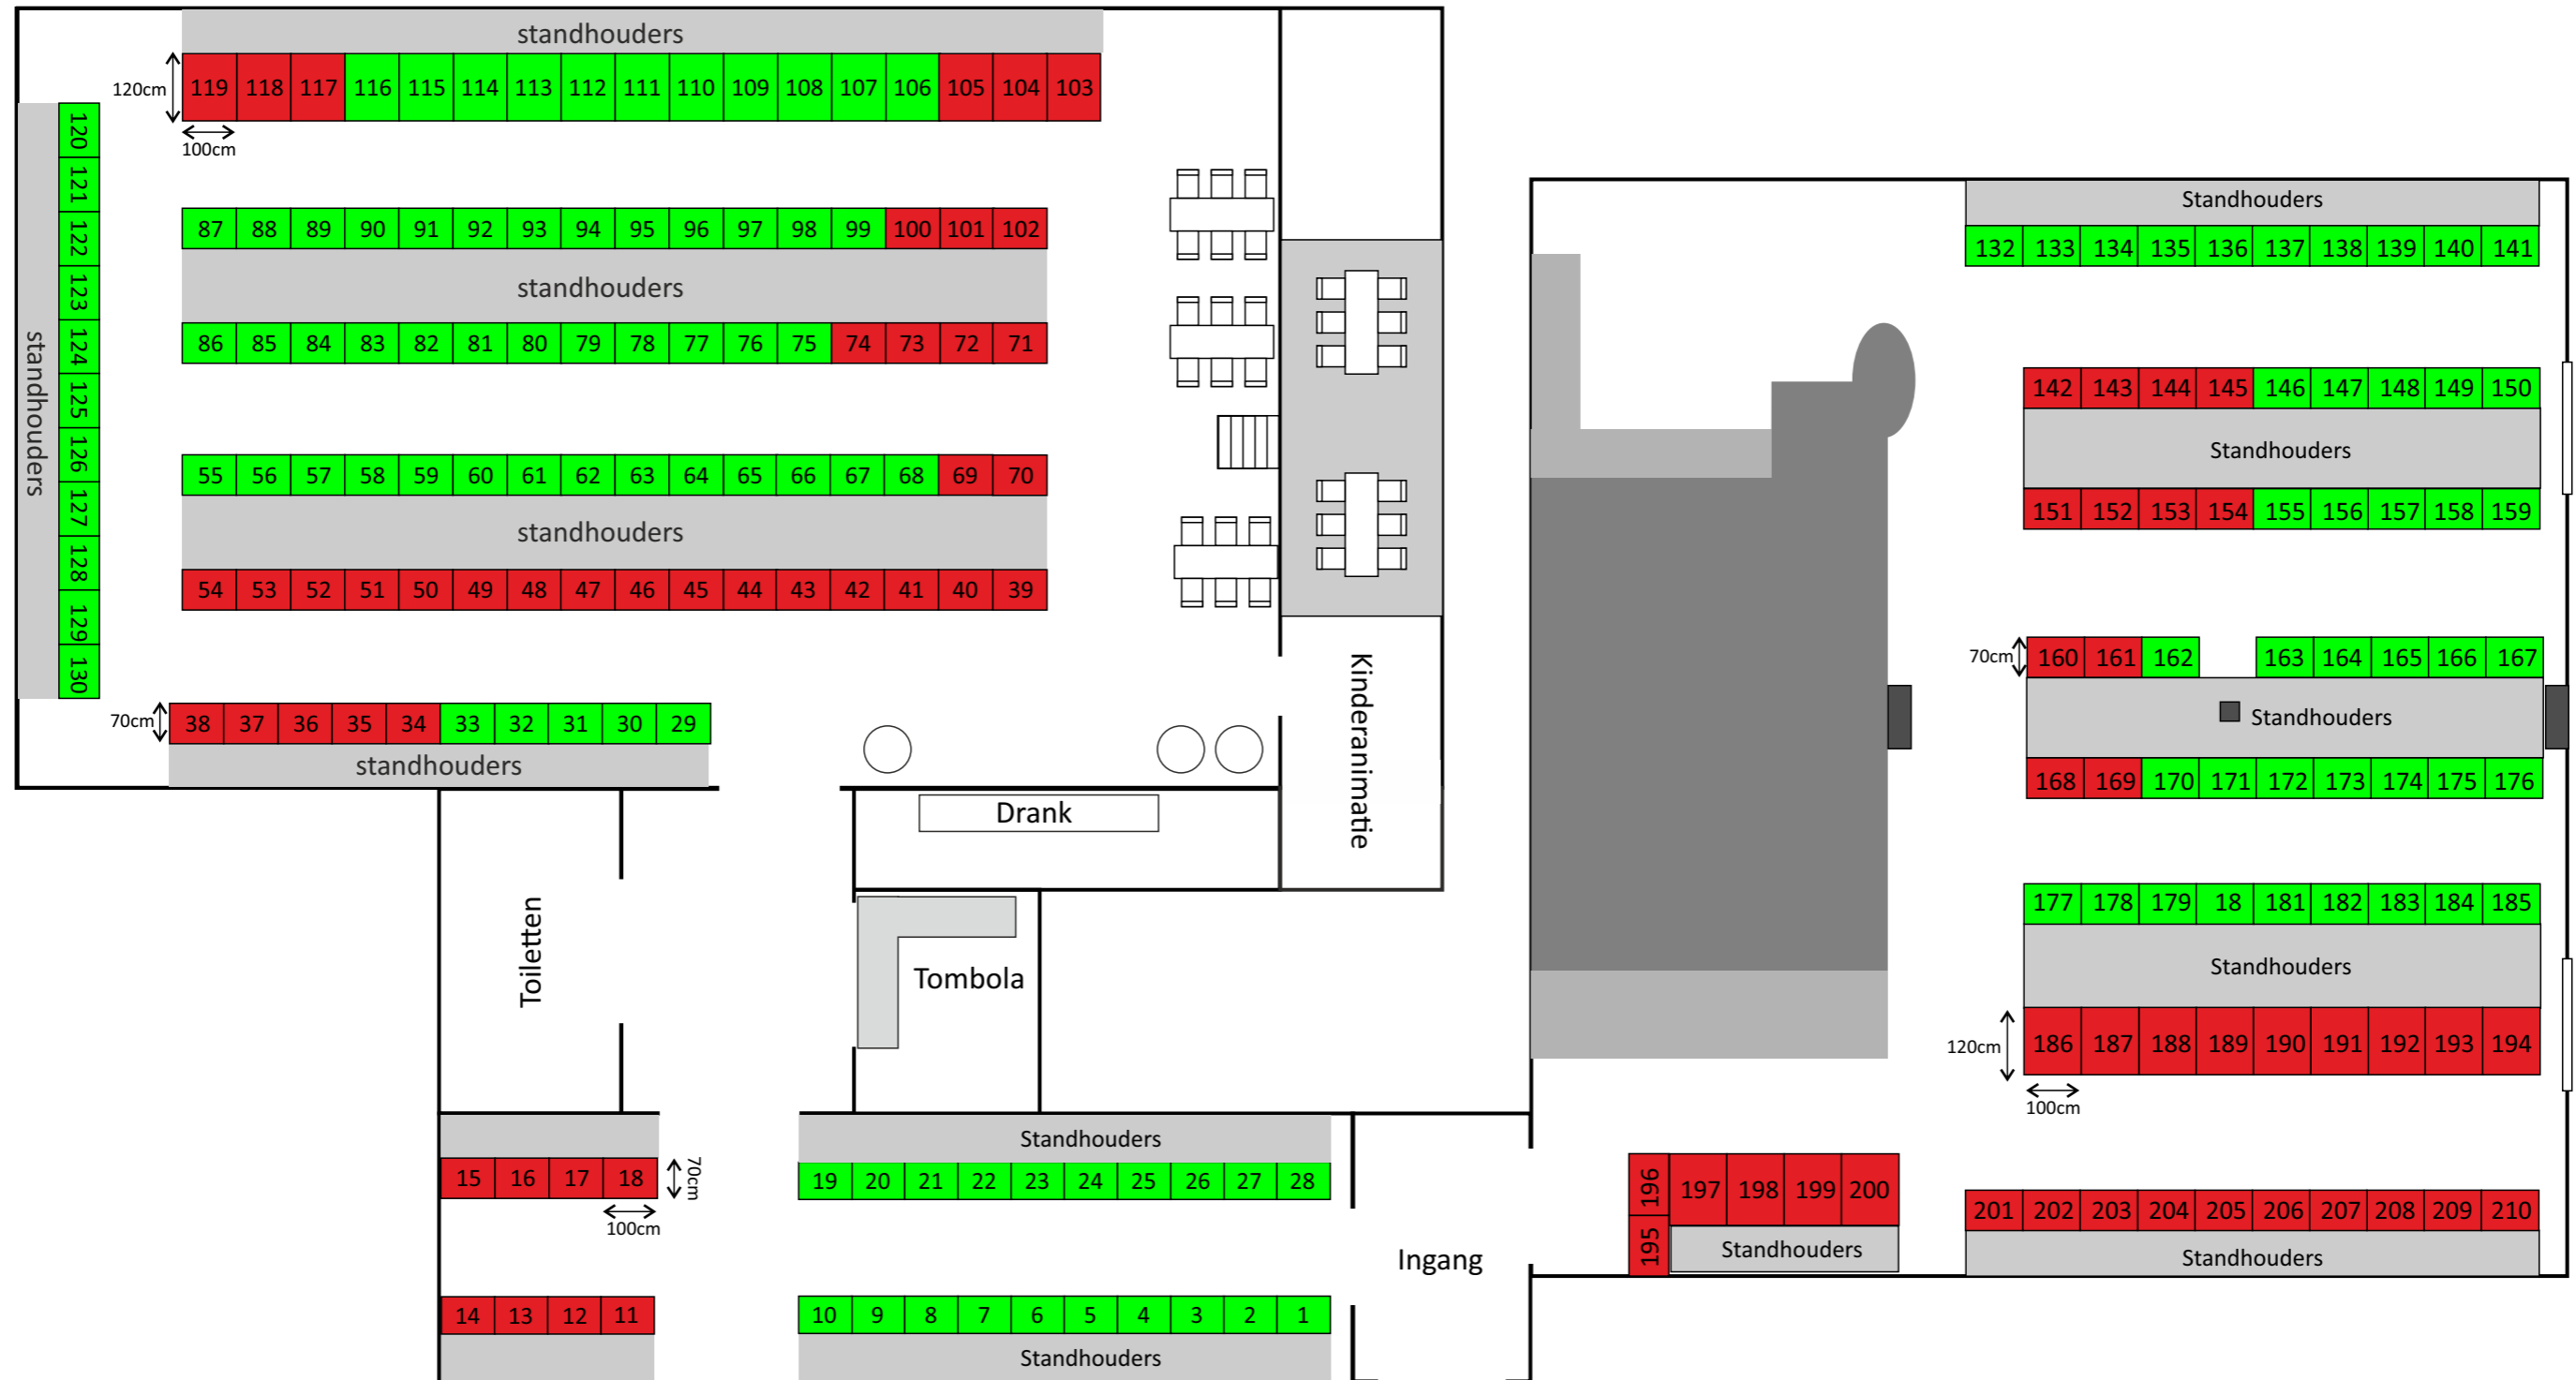 standhouders
120cm
119 118 117 116 115 114 113 112 111 110 109 108 107 106 105 104 103
100cm
120
121
122
123
124
125
126
127
128
129
130
standhouders
87 88 89 90 91 92 93 94 95 96 97 98 99 100 101 102
standhouders
86 85 84 83 82 81 80 79 78 77 76 75 74 73 72 71
55 56 57 58 59 60 61 62 63 64 65 66 67 68 69 70
standhouders
54 53 52 51 50 49 48 47 46 45 44 43 42 41 40 39
70cm
38 37 36 35 34 33 32 31 30 29
standhouders
Kinderanimatie
Drank
Toiletten
Tombola
15 16 17 18
70cm
100cm
14 13 12 11
Standhouders
19 20 21 22 23 24 25 26 27 28
10 9 8 7 6 5 4 3 2 1
Standhouders
Ingang
Standhouders
132 133 134 135 136 137 138 139 140 141
142 143 144 145 146 147 148 149 150
Standhouders
151 152 153 154 155 156 157 158 159
70cm
160 161 162 163 164 165 166 167
Standhouders
168 169 170 171 172 173 174 175 176
177 178 179 18 181 182 183 184 185
Standhouders
120cm
186 187 188 189 190 191 192 193 194
100cm
196
195
197 198 199 200
Standhouders
201 202 203 204 205 206 207 208 209 210
Standhouders